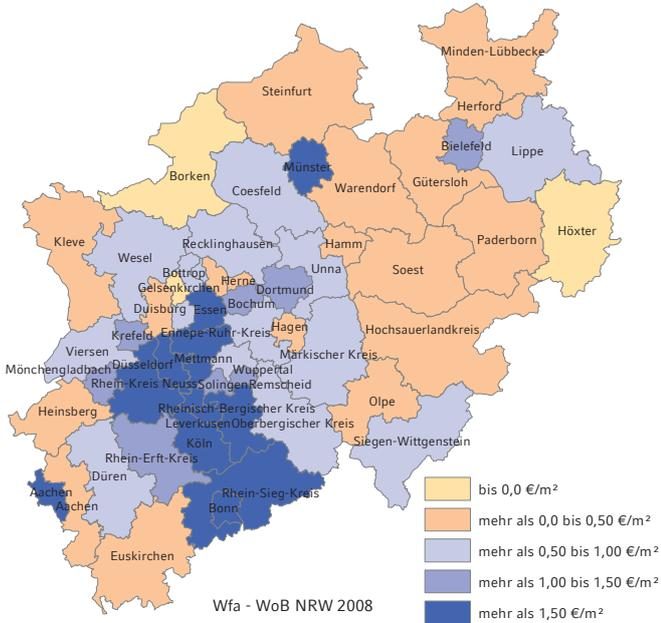 Minden-Lübbecke
Steinfurt
Herford
Bielefeld
Lippe
Münster
Borken
Coesfeld
Warendorf
Gütersloh
Höxter
Kleve
Paderborn
Recklinghausen
Hamm
Wesel
Unna
Soest
Bottrop
Gelsenkirchen
Herne
Dortmund
Duisburg
Essen
Bochum
Krefeld
Ennepe-Ruhr-Kreis
Hagen
Hochsauerlandkreis
Viersen
Mettmann
Märkischer Kreis
Mönchengladbach
Düsseldorf
Wuppertal
Rhein-Kreis Neuss
Solingen
Remscheid
Olpe
Heinsberg
Rheinisch-Bergischer Kreis
Leverkusen
Oberbergischer Kreis
Köln
Siegen-Wittgenstein
Rhein-Erft-Kreis
Düren
Aachen
Aachen
Rhein-Sieg-Kreis
Bonn
Euskirchen
bis 0,0 €/m²
mehr als 0,0 bis 0,50 €/m²
mehr als 0,50 bis 1,00 €/m²
mehr als 1,00 bis 1,50 €/m²
mehr als 1,50 €/m²
Wfa - WoB NRW 2008